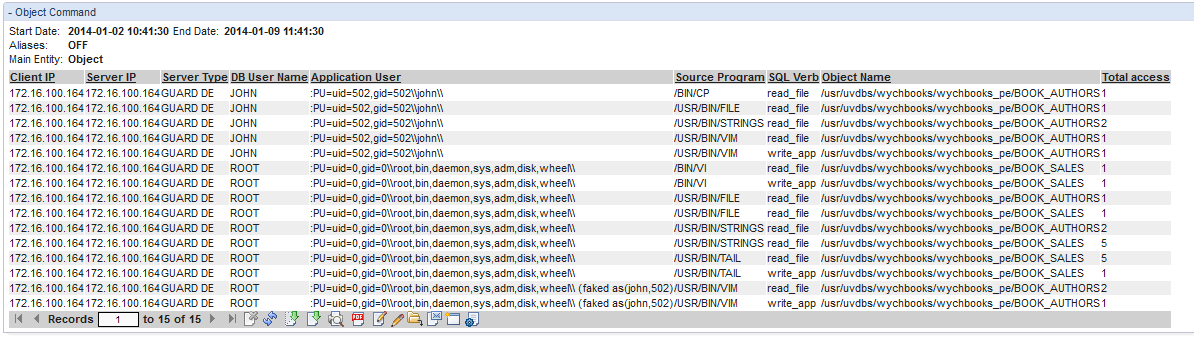 - Object Command
Start Date: 2014-01-02 10:41:30 End Date: 2014-01-09 11:41:30
Aliases: OFF
Main Entity: Object
Client IP Server IP Server Type DB User Name Application User Source Program SQL Verb Object Name Total access
172.16.100.164 172.16.100.164 GUARD DE JOHN :PU=uid=502,gid=502\\john\\ /BIN/CP read_file /usr/uvdbs/wychbooks/wychbooks_pe/BOOK_AUTHORS 1
172.16.100.164 172.16.100.164 GUARD DE JOHN :PU=uid=502,gid=502\\john\\ /USR/BIN/FILE read_file /usr/uvdbs/wychbooks/wychbooks_pe/BOOK_AUTHORS 1
172.16.100.164 172.16.100.164 GUARD DE JOHN :PU=uid=502,gid=502\\john\\ /USR/BIN/STRINGS read_file /usr/uvdbs/wychbooks/wychbooks_pe/BOOK_AUTHORS 2
172.16.100.164 172.16.100.164 GUARD DE JOHN :PU=uid=502,gid=502\\john\\ /USR/BIN/VIM read_file /usr/uvdbs/wychbooks/wychbooks_pe/BOOK_AUTHORS 1
172.16.100.164 172.16.100.164 GUARD DE JOHN :PU=uid=502,gid=502\\john\\ /USR/BIN/VIM write_app /usr/uvdbs/wychbooks/wychbooks_pe/BOOK_AUTHORS 1
172.16.100.164 172.16.100.164 GUARD DE ROOT :PU=uid=0,gid=0\\root,bin,daemon,sys,adm,disk,wheel\\ /BIN/VI read_file /usr/uvdbs/wychbooks/wychbooks_pe/BOOK_SALES 1
172.16.100.164 172.16.100.164 GUARD DE ROOT :PU=uid=0,gid=0\\root,bin,daemon,sys,adm,disk,wheel\\ /BIN/VI write_app /usr/uvdbs/wychbooks/wychbooks_pe/BOOK_SALES 1
172.16.100.164 172.16.100.164 GUARD DE ROOT :PU=uid=0,gid=0\\root,bin,daemon,sys,adm,disk,wheel\\ /USR/BIN/FILE read_file /usr/uvdbs/wychbooks/wychbooks_pe/BOOK_AUTHORS 1
172.16.100.164 172.16.100.164 GUARD DE ROOT :PU=uid=0,gid=0\\root,bin,daemon,sys,adm,disk,wheel\\ /USR/BIN/FILE read_file /usr/uvdbs/wychbooks/wychbooks_pe/BOOK_SALES 1
172.16.100.164 172.16.100.164 GUARD DE ROOT :PU=uid=0,gid=0\\root,bin,daemon,sys,adm,disk,wheel\\ /USR/BIN/STRINGS read_file /usr/uvdbs/wychbooks/wychbooks_pe/BOOK_AUTHORS 2
172.16.100.164 172.16.100.164 GUARD DE ROOT :PU=uid=0,gid=0\\root,bin,daemon,sys,adm,disk,wheel\\ /USR/BIN/STRINGS read_file /usr/uvdbs/wychbooks/wychbooks_pe/BOOK_SALES 5
172.16.100.164 172.16.100.164 GUARD DE ROOT :PU=uid=0,gid=0\\root,bin,daemon,sys,adm,disk,wheel\\ /USR/BIN/TAIL read_file /usr/uvdbs/wychbooks/wychbooks_pe/BOOK_SALES 5
172.16.100.164 172.16.100.164 GUARD DE ROOT :PU=uid=0,gid=0\\root,bin,daemon,sys,adm,disk,wheel\\ /USR/BIN/TAIL write_app /usr/uvdbs/wychbooks/wychbooks_pe/BOOK_SALES 1
172.16.100.164 172.16.100.164 GUARD DE ROOT :PU=uid=0,gid=0\\root,bin,daemon,sys,adm,disk,wheel\\ (faked as(john,502) /USR/BIN/VIM read_file /usr/uvdbs/wychbooks/wychbooks_pe/BOOK_AUTHORS 2
172.16.100.164 172.16.100.164 GUARD DE ROOT :PU=uid=0,gid=0\\root,bin,daemon,sys,adm,disk,wheel\\ (faked as(john,502) /USR/BIN/VIM write_app /usr/uvdbs/wychbooks/wychbooks_pe/BOOK_AUTHORS 1
Records 1 to 15 of 15